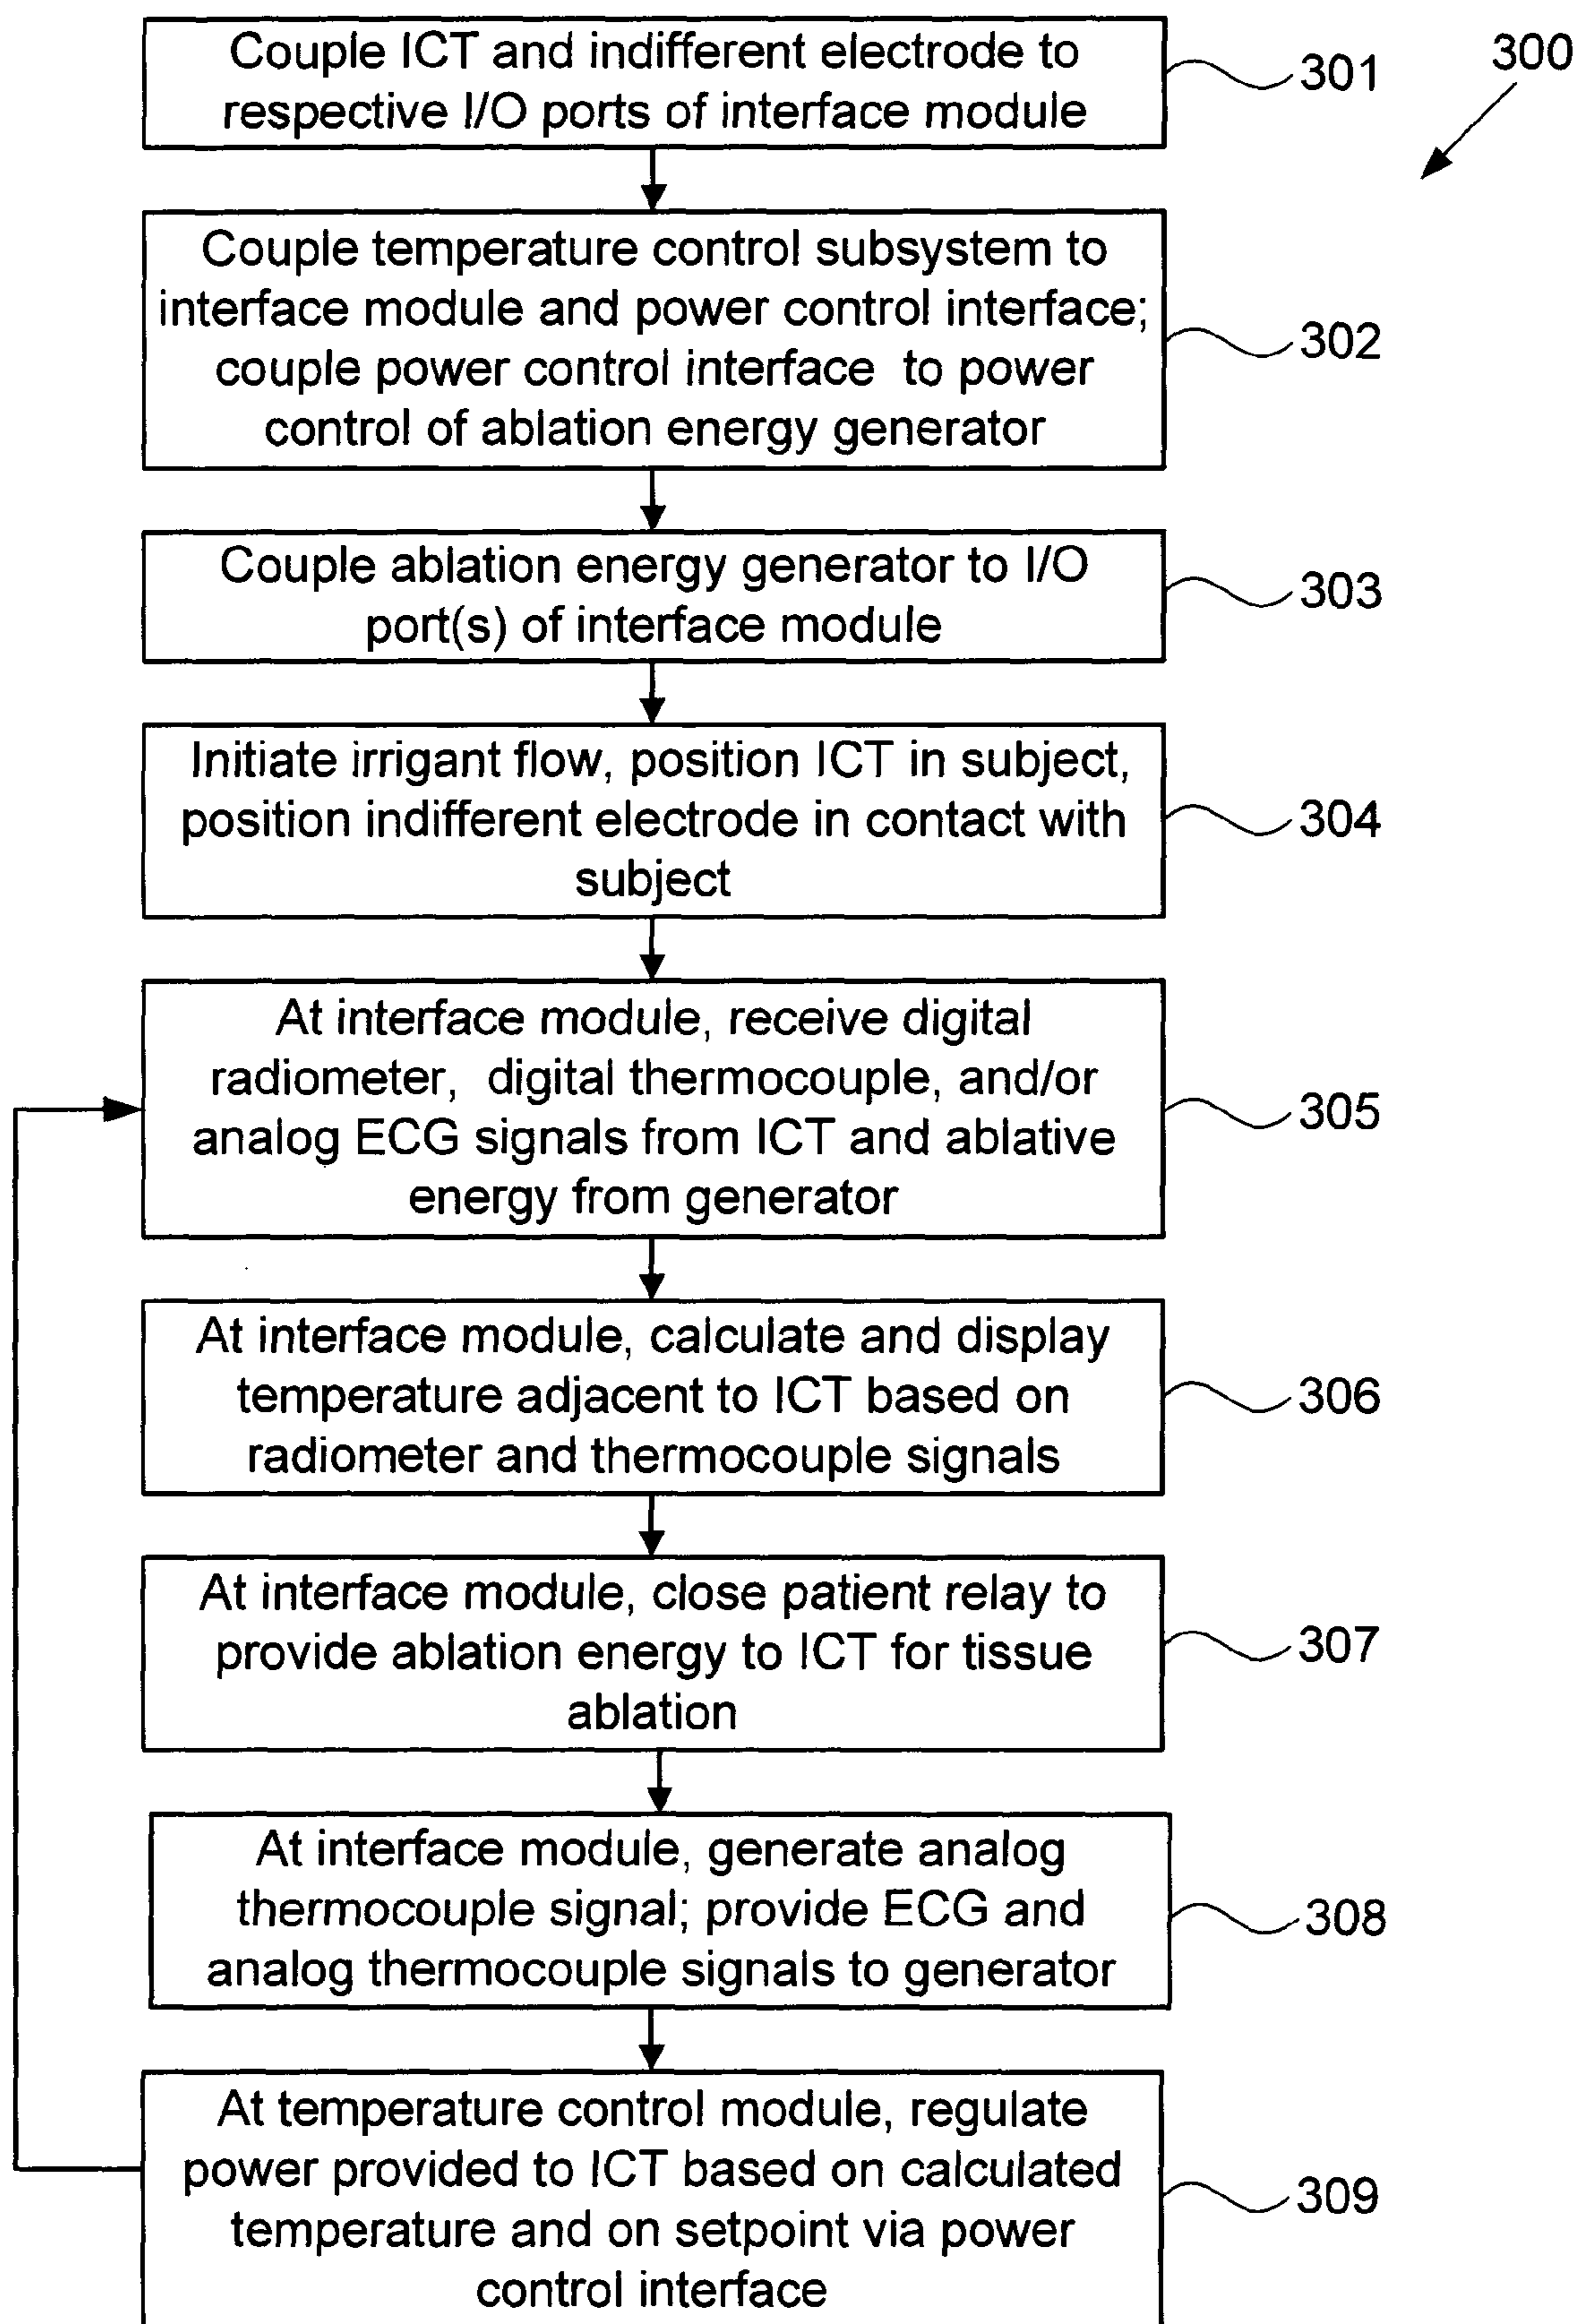 Couple ICT and indifferent electrode to
respective I/O ports of interface module
301
300
Couple temperature control subsystem to
interface module and power control interface;
couple power control interface to power
control of ablation energy generator
302
Couple ablation energy generator to I/O
port(s) of interface module
303
Initiate irrigant flow, position ICT in subject,
position indifferent electrode in contact with
subject
304
At interface module, receive digital
radiometer, digital thermocouple, and/or
analog ECG signals from ICT and ablative
energy from generator
305
At interface module, calculate and display
temperature adjacent to ICT based on
radiometer and thermocouple signals
306
At interface module, close patient relay to
provide ablation energy to ICT for tissue
ablation
307
At interface module, generate analog
thermocouple signal; provide ECG and
analog thermocouple signals to generator
308
At temperature control module, regulate
power provided to ICT based on calculated
temperature and on setpoint via power
control interface
309